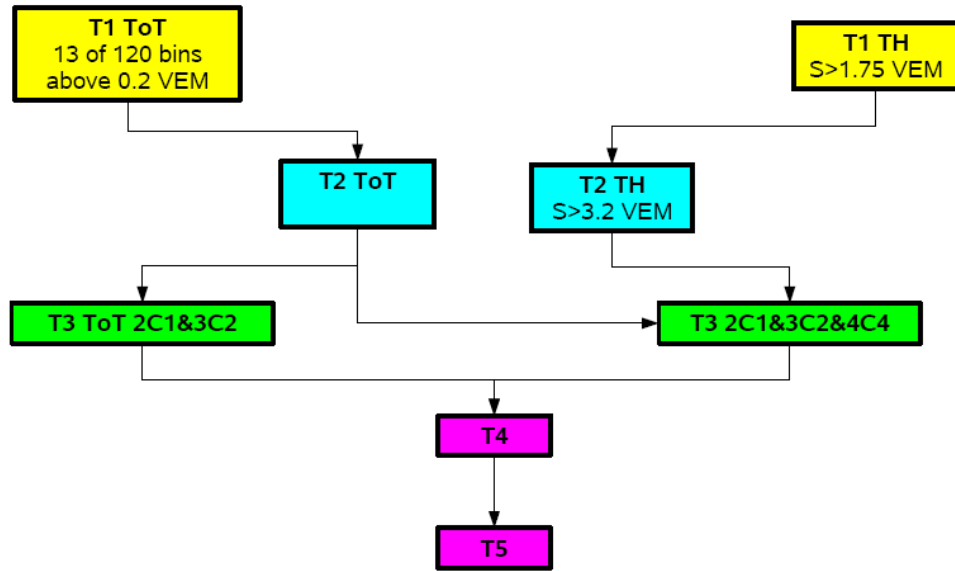 T1 ToT
13 of 120 bins
above 0.2 VEM
T1 TH
S>1.75 VEM
T2 ToT
T2 TH
S>3.2 VEM
T3 ToT 2C1&3C2
T3 2C1&3C2&4C4
T4
T5